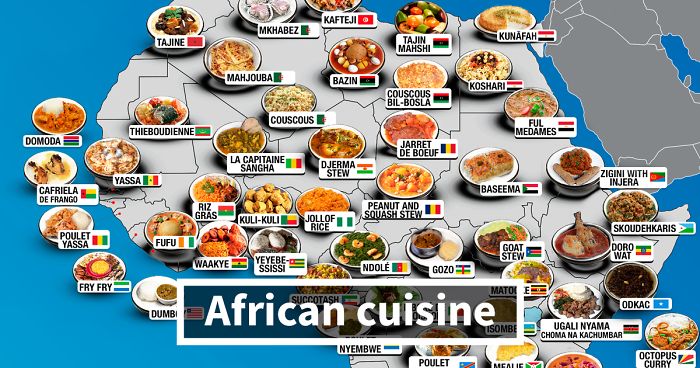 KAFTEJI
TAJINE
MKHABEZ
TAJIN
MAHSHI
KUNÁFAH
MAHJOUBA
BAZIN
COUSCOUS
BIL-BOSLA
KOSHARI
COUSCOUS
THIEBOUDIENNE
DOMODA
LA CAPITAINE
SANGHA
DJERMA
STEW
JARRET
DE BOEUF
FUL
MEDAMES
YASSA
CAFRIELA
DE FRANGO
BASEEMA
ZIGINI WITH
INJERA
RIZ
GRAS
KULI-KULI
JOLLOF
RICE
PEANUT AND
SQUASH STEW
SKOUDEHKARIS
POULET
YASSA
FUFU
WAAKYE
YEYEBE-
SSISSI
NDOLÉ
GOZO
GOAT
STEW
DORO
WAT
FRY FRY
DUMBO
SUCCOTASH
MATOOKE
ODKAC
African cuisine
ISOMBE
UGALI NYAMA
CHOMA NA KACHUMBAR
NYEMBWE
POULET
MEALIE
OCTOPUS
CURRY